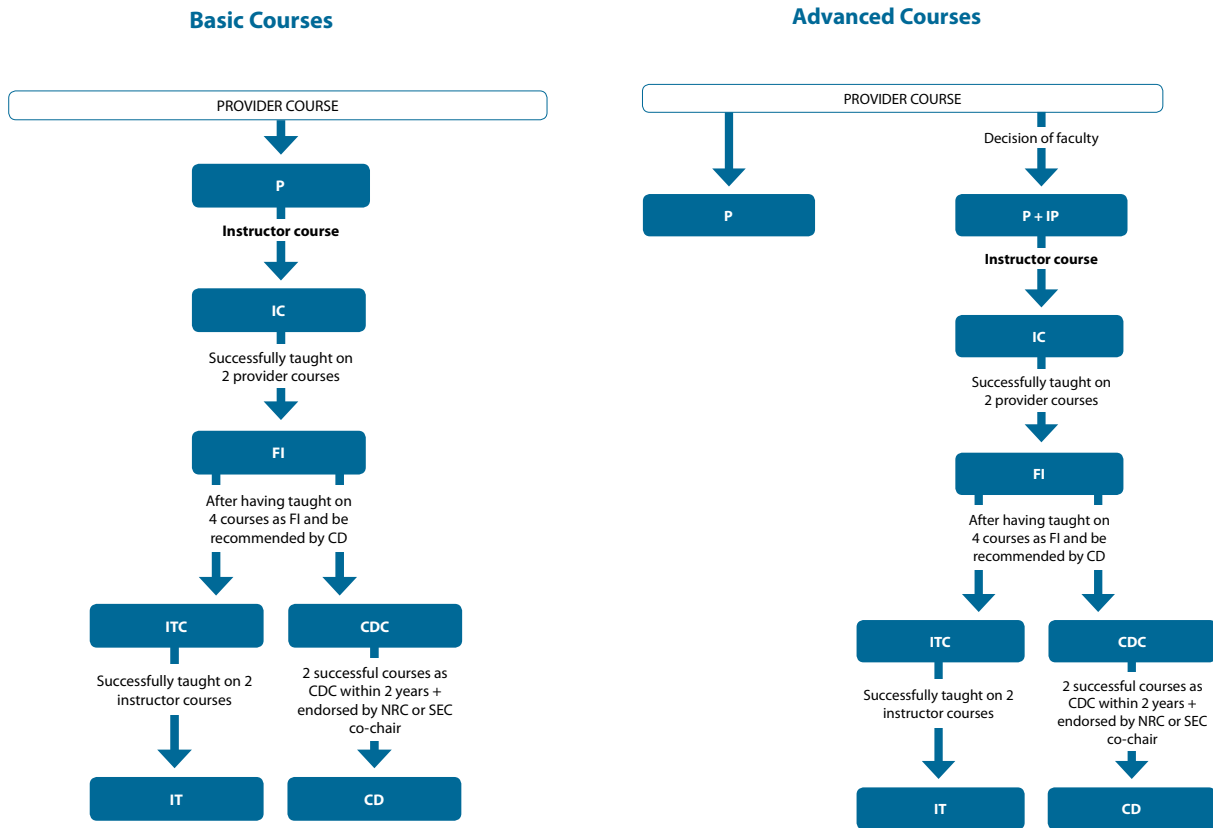 Basic Courses
PROVIDER COURSE
P
Instructor course
IC
Successfully taught on
2 provider courses
FI
After having taught on
4 courses as FI and be
recommended by CD
ITC
CDC
Successfully taught on 2
instructor courses
2 successful courses as
CDC within 2 years +
endorsed by NRC or SEC
co-chair
IT
CD
Advanced Courses
PROVIDER COURSE
Decision of faculty
P
P + IP
Instructor course
IC
Successfully taught on
2 provider courses
FI
After having taught on
4 courses as FI and be
recommended by CD
ITC
CDC
Successfully taught on 2
instructor courses
2 successful courses as
CDC within 2 years +
endorsed by NRC or SEC
co-chair
IT
CD